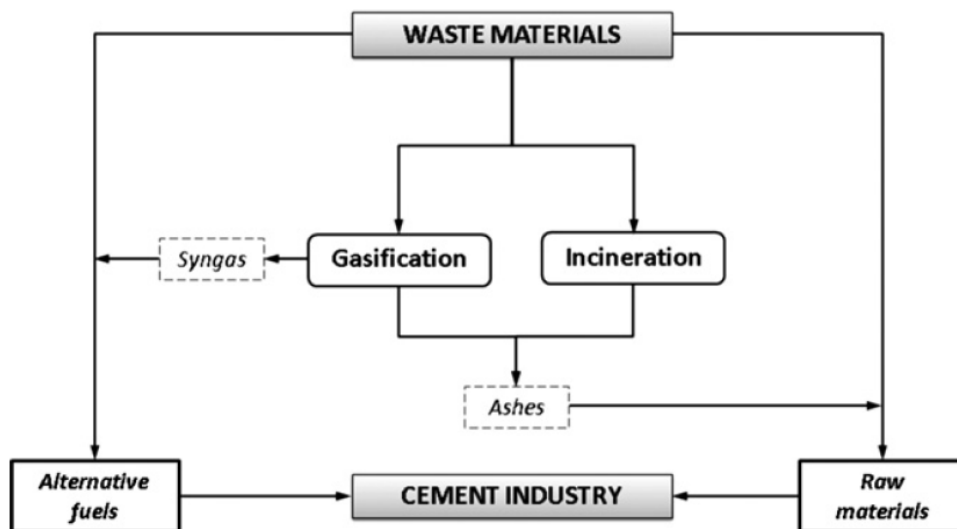 WASTE MATERIALS
Syngas
Gasification
Incineration
Ashes
Alternative
fuels
CEMENT INDUSTRY
Raw
materials